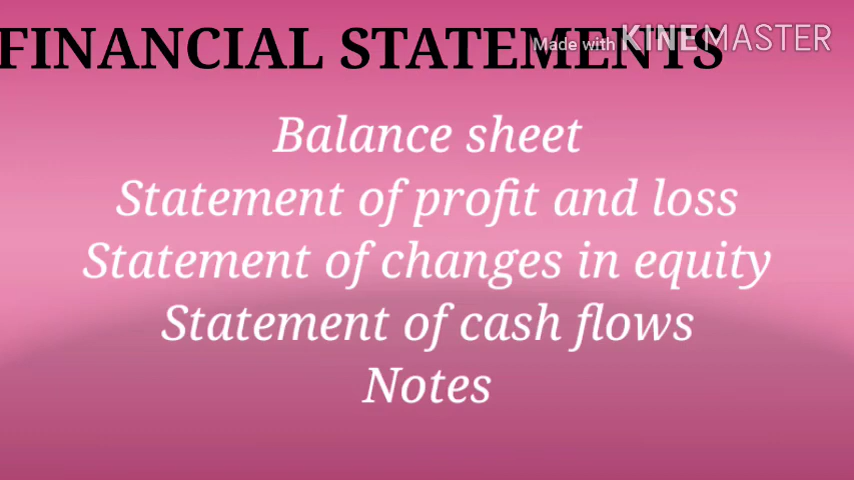 FINANCIAL STATEMENTS
Made with KINEMASTER
Balance sheet
Statement of profit and loss
Statement of changes in equity
Statement of cash flows
Notes